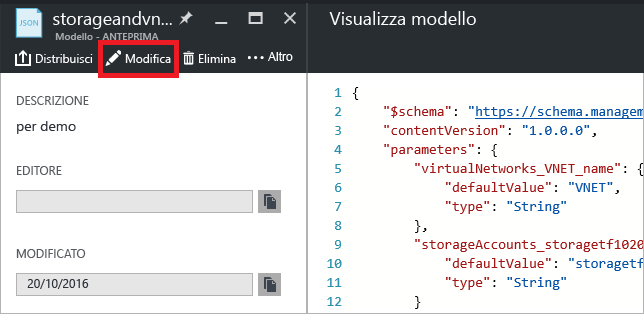 JSON
storageandvn...
Modello - ANTEPRIMA
Distribuisci
Modifica
Elimina
Altro
DESCRIZIONE
per demo
EDITORE
MODIFICATO
20/10/2016
Visualizza modello
1 {
2 "$schema": "https://schema.managem
3 "contentVersion": "1.0.0.0",
4 "parameters": {
5 "virtualNetworks_VNET_name": {
6 "defaultValue": "VNET",
7 "type": "String"
8 },
9 "storageAccounts_storagetf1020
10 "defaultValue": "storagetf
11 "type": "String"
12 }